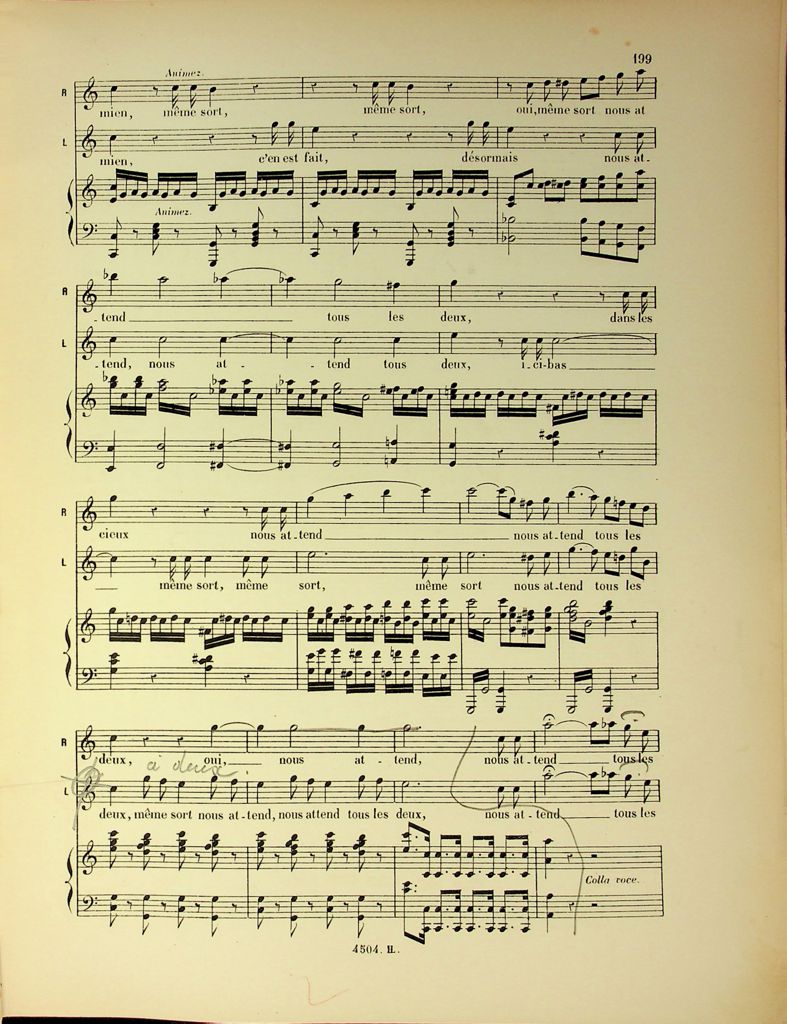 199
Animez.
R
mien, même sort, même sort, oui, même sort nous at
L
mien, c'en est fait, désormais nous at-
Animez.
R
tend tous les deux, dans les
L
-tend, nous at- -tend tous deux, i-ci-bas
R
cieux nous at-tend nous at-tend tous les
L
même sort, même sort, même sort nous at-tend tous les
R
deux, oui, nous at-tend, nous at-tend tous les
à deux.
L
deux, même sort nous at-tend, nous attend tous les deux, nous at-tend tous les
Colla voce.
4504. H.